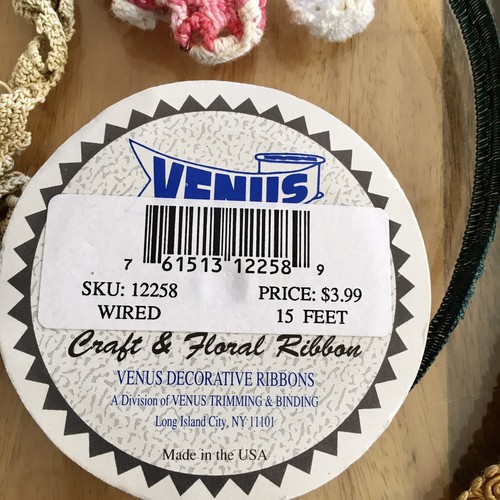 VENUS
7 61513 12258 9
SKU: 12258 PRICE: $3.99
WIRED 15 FEET
Craft & Floral Ribbon
VENUS DECORATIVE RIBBONS
A Division of VENUS TRIMMING & BINDING
Long Island City, NY 11101
Made in the USA